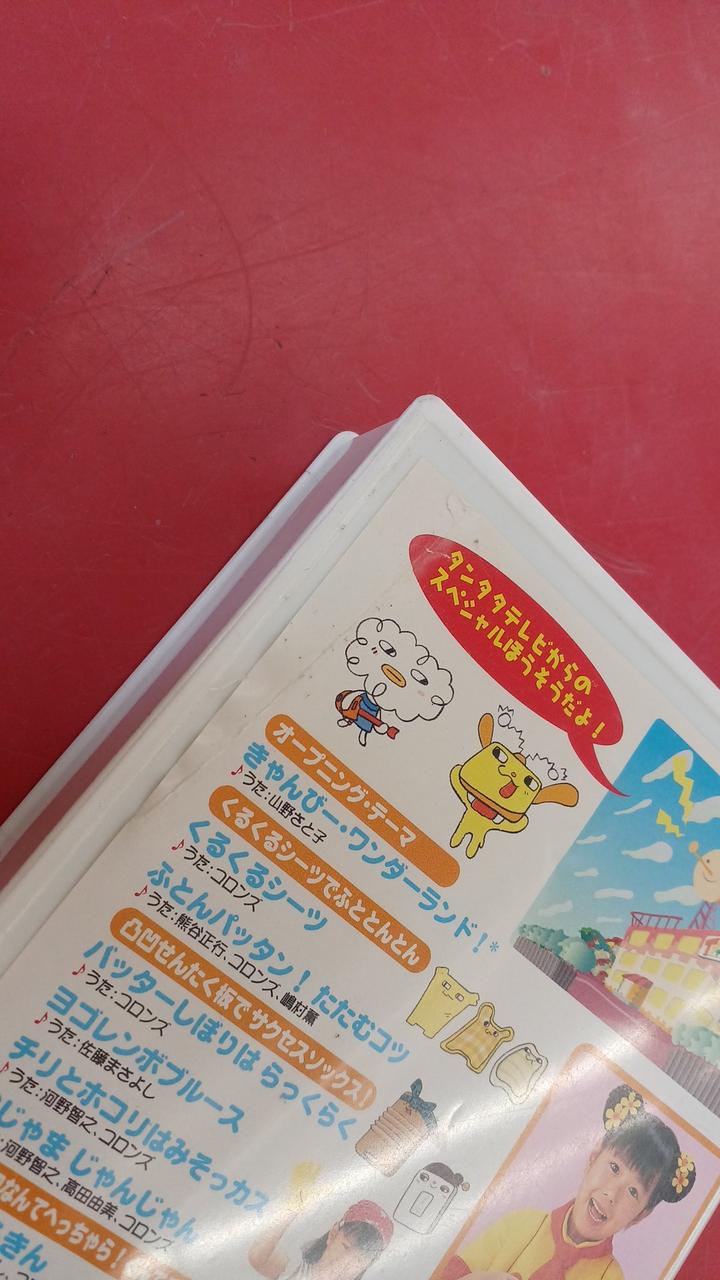 タンタタテレビからの
スペシャルほうそうだよ！
オープニング・テーマ
きゃんびー・ワンダーランド！*
♪うた：山野さと子
くるくるシーツでふととんとん
くるくるシーツ
♪うた：コロンズ
ふとんパッタン！たたむコツ
♪うた：熊谷正行、コロンズ、嶋村薫
凸凹せんたく板でサクセスソックス！
バッターしぼりは らっくらく
♪うた：コロンズ
ヨゴレンボブルース
♪うた：佐藤まさよし
チリとホコリはみそっカス
♪うた：河野智之、コロンズ
じゃま じゃんじゃん
：河野智之、高田由美、コロンズ
なんてへっちゃら！
きん